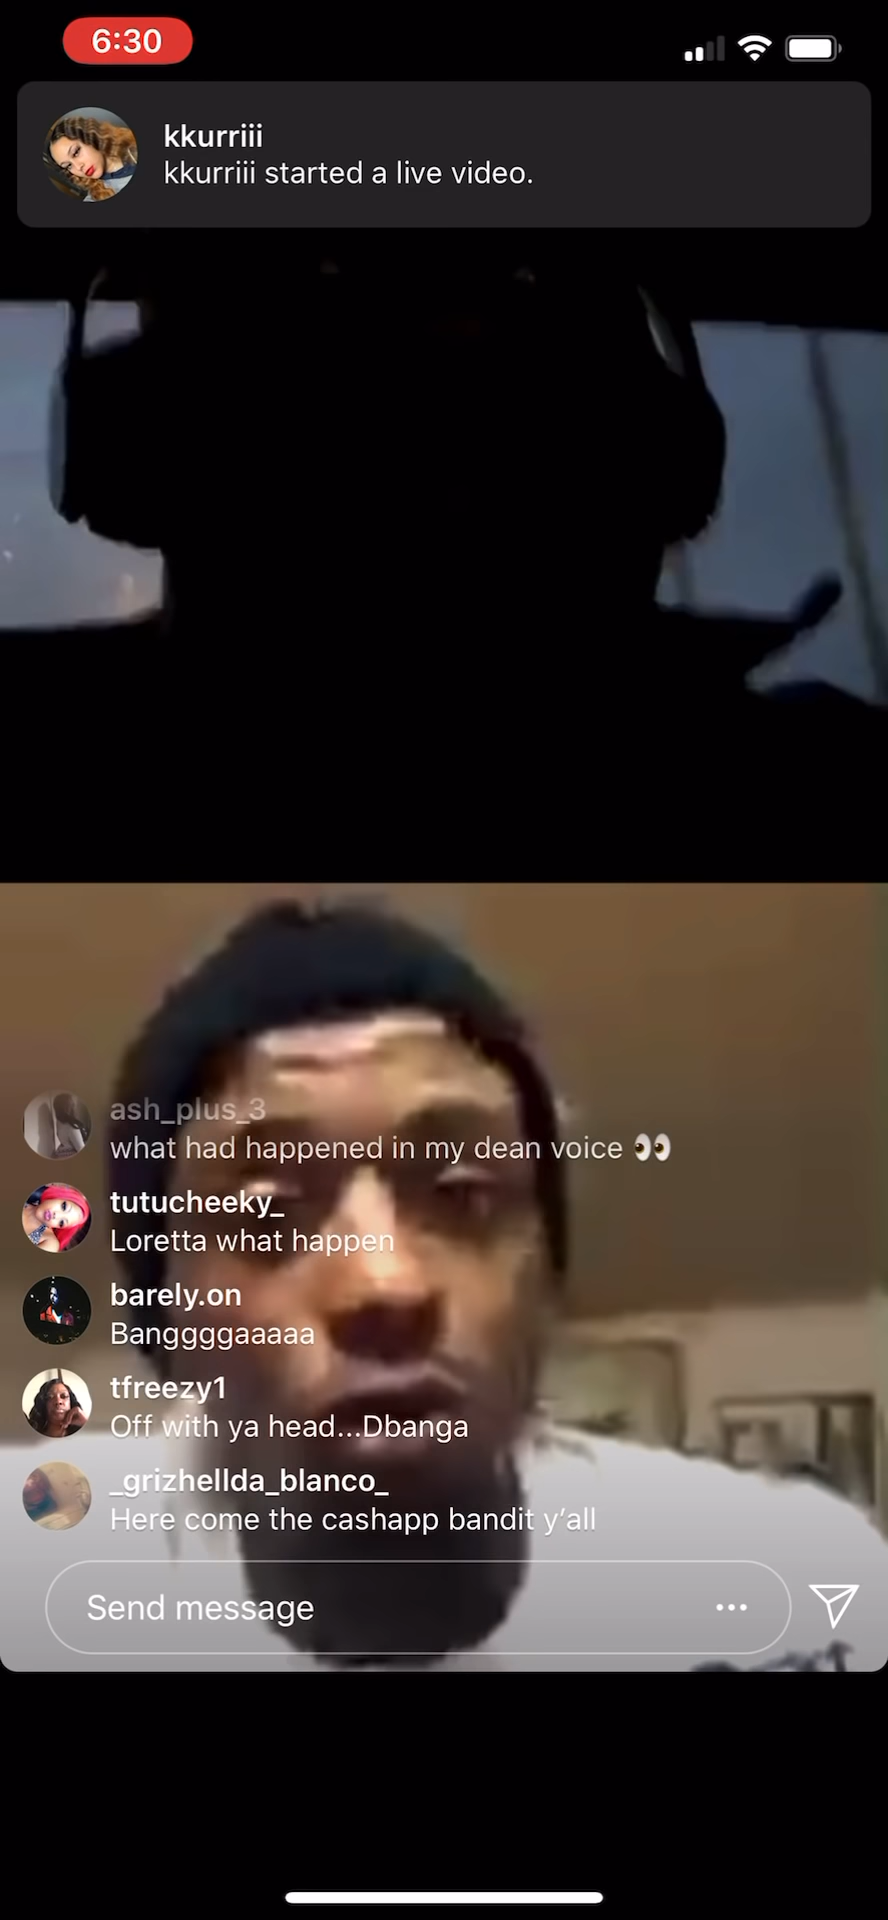 6:30
kkurriii
kkurriii started a live video.
ash_plus_3
what had happened in my dean voice 👀
tutucheeky_
Loretta what happen
barely.on
Banggggaaaaa
tfreezy1
Off with ya head...Dbanga
_grizhellda_blanco_
Here come the cashapp bandit y’all
Send message